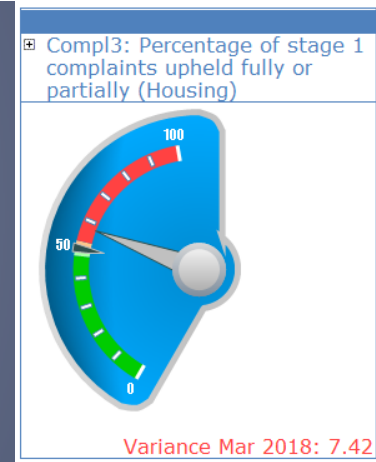 Compl3: Percentage of stage 1
complaints upheld fully or
partially (Housing)
100
50
0
Variance Mar 2018: 7.42